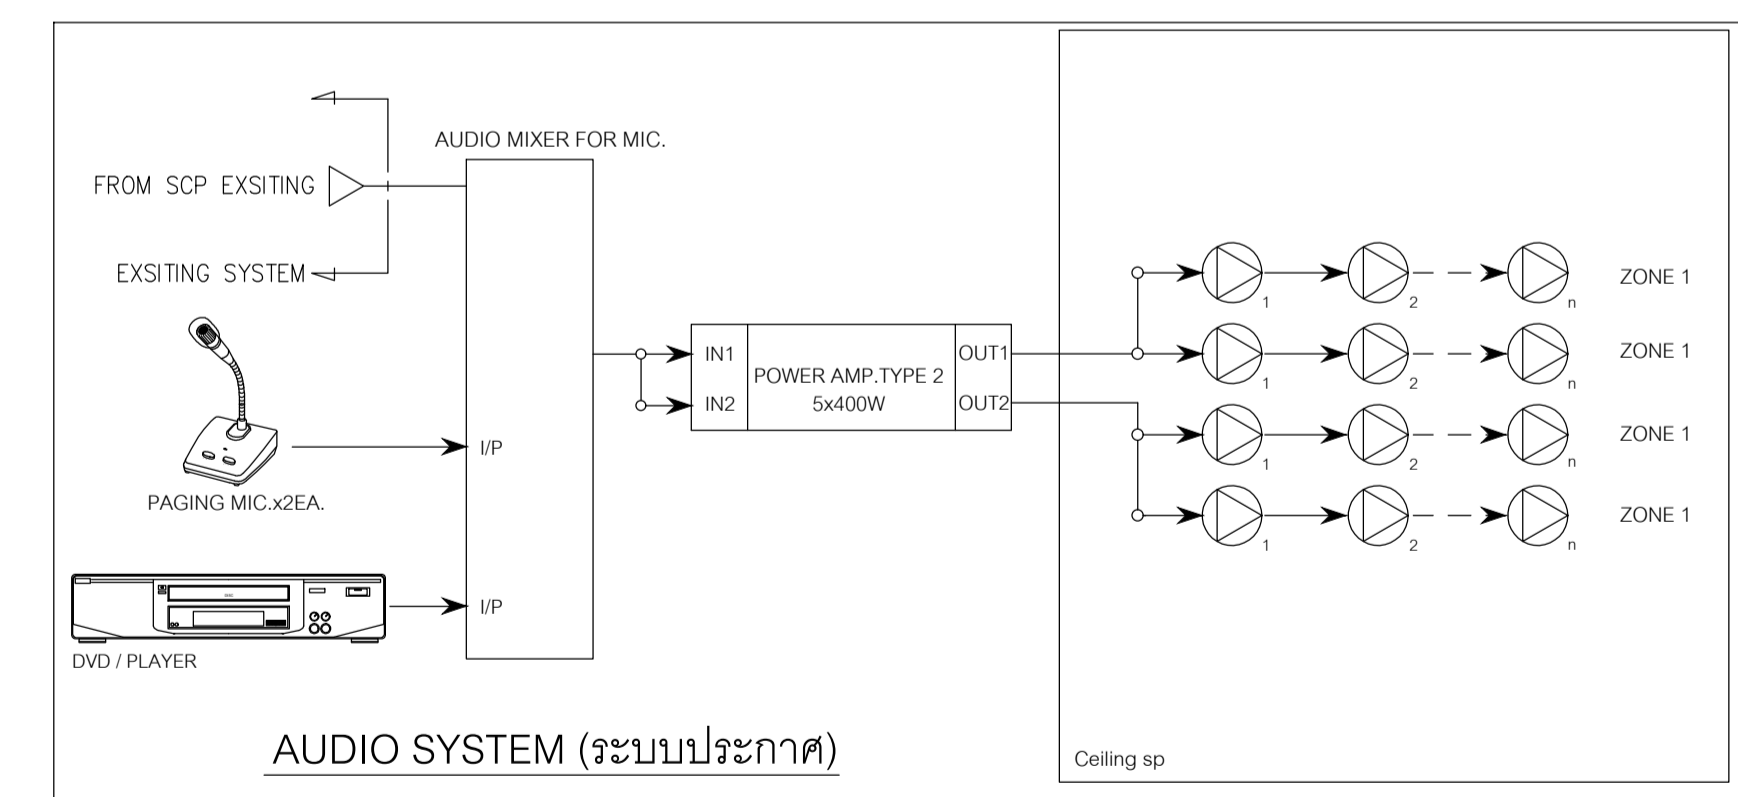 AUDIO MIXER FOR MIC.
FROM SCP EXSITING
EXSITING SYSTEM
I/P
PAGING MIC.x2EA.
I/P
DVD / PLAYER
IN1
IN2
POWER AMP.TYPE 2
5x400W
OUT1
OUT2
1
2
n
ZONE 1
1
2
n
ZONE 1
1
2
n
ZONE 1
1
2
n
ZONE 1
AUDIO SYSTEM (ระบบประกาศ)
Ceiling sp